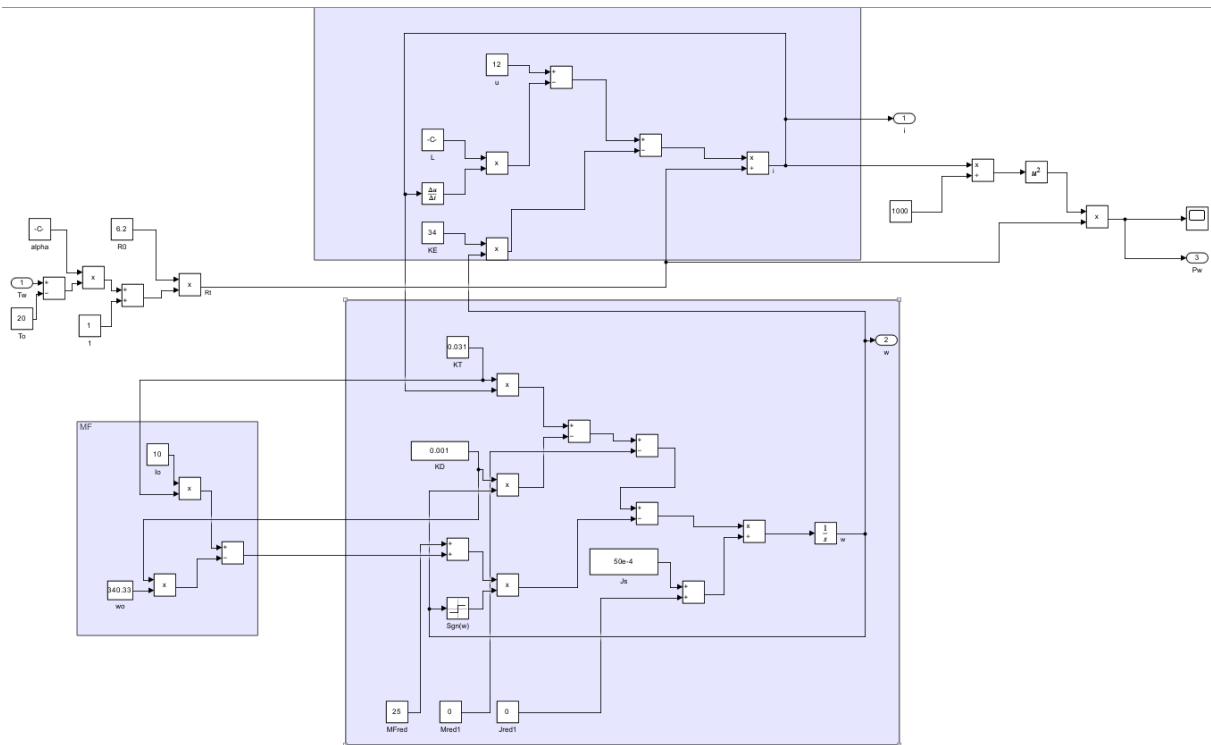 12
u
1
i
-C-
L
Δu
Δt
1000
u²
34
KE
-C-
alpha
6.2
R0
1
Tw
20
To
1
1
Rt
i
3
Pw
2
w
0.031
KT
MF
10
Io
0.001
KD
340.33
wo
50e-4
Js
1
s
w
Sgn(w)
25
MFred
0
Mred1
0
Jred1